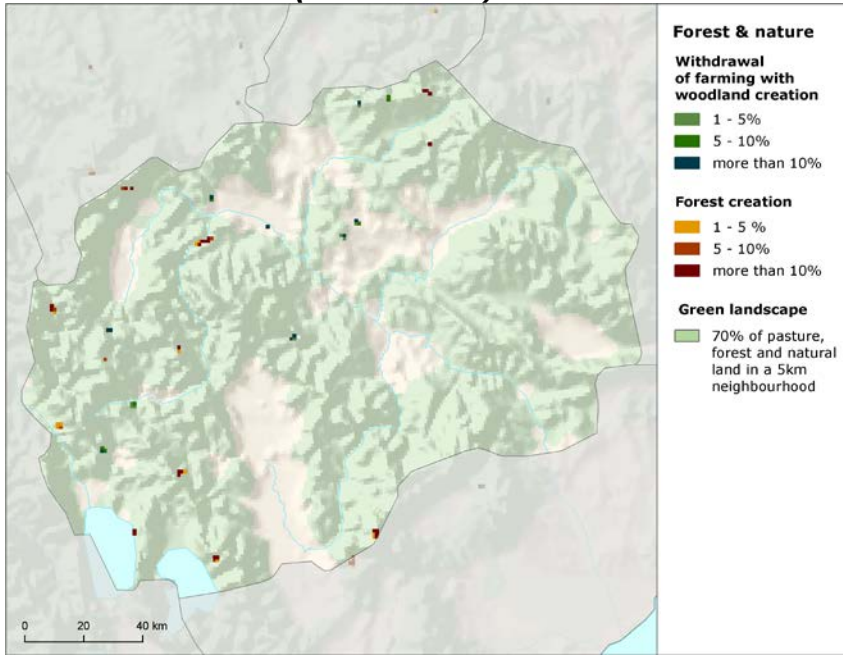 Forest & nature
Withdrawal
of farming with
woodland creation
1 - 5%
5 - 10%
more than 10%
Forest creation
1 - 5 %
5 - 10%
more than 10%
Green landscape
70% of pasture,
forest and natural
land in a 5km
neighbourhood
0 20 40 km